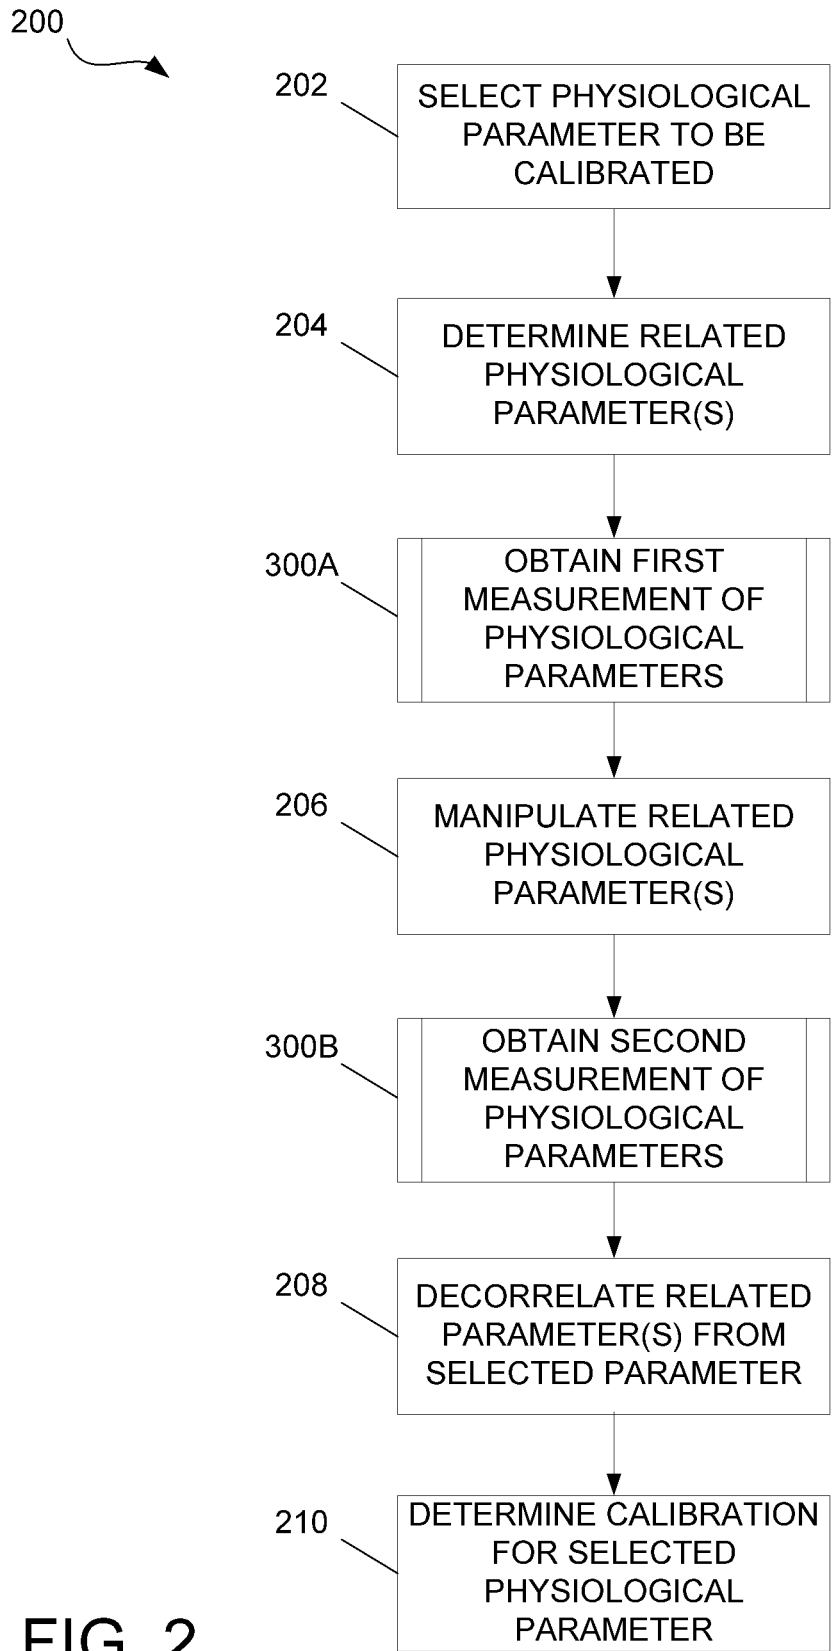 200
202
SELECT PHYSIOLOGICAL
PARAMETER TO BE
CALIBRATED
204
DETERMINE RELATED
PHYSIOLOGICAL
PARAMETER(S)
300A
OBTAIN FIRST
MEASUREMENT OF
PHYSIOLOGICAL
PARAMETERS
206
MANIPULATE RELATED
PHYSIOLOGICAL
PARAMETER(S)
300B
OBTAIN SECOND
MEASUREMENT OF
PHYSIOLOGICAL
PARAMETERS
208
DECORRELATE RELATED
PARAMETER(S) FROM
SELECTED PARAMETER
210
DETERMINE CALIBRATION
FOR SELECTED
PHYSIOLOGICAL
PARAMETER
FIG. 2